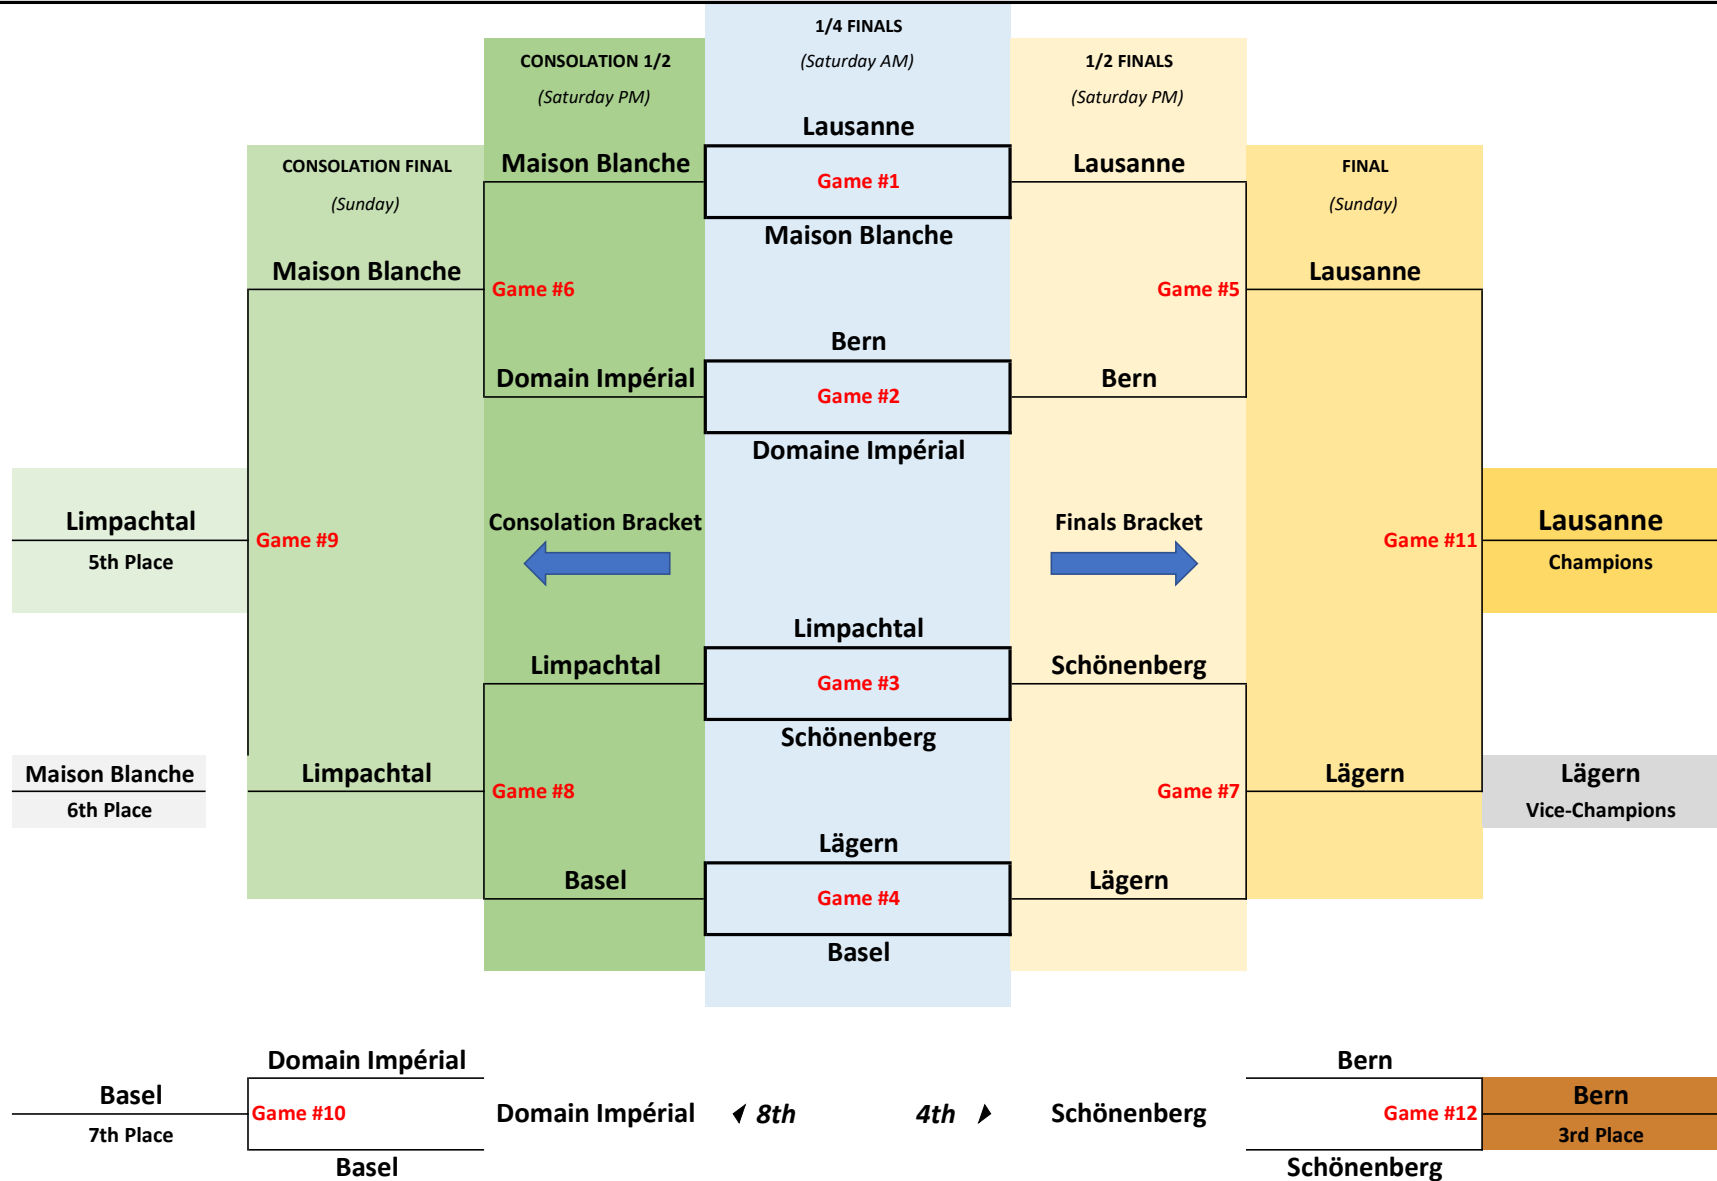 1/4 FINALS
CONSOLATION 1/2
(Saturday AM)
1/2 FINALS
(Saturday PM)
(Saturday PM)
Lausanne
CONSOLATION FINAL
Maison Blanche
Game #1
Lausanne
FINAL
(Sunday)
(Sunday)
Maison Blanche
Maison Blanche
Game #6
Game #5
Lausanne
Bern
Domain Impérial
Game #2
Bern
Domaine Impérial
Limpachtal
5th Place
Game #9
Consolation Bracket
Finals Bracket
Game #11
Lausanne
Champions
Limpachtal
Limpachtal
Game #3
Schönenberg
Schönenberg
Maison Blanche
6th Place
Limpachtal
Game #8
Game #7
Lägern
Lägern
Vice-Champions
Lägern
Basel
Game #4
Lägern
Basel
Domain Impérial
Bern
Basel
7th Place
Game #10
Domain Impérial
8th
4th
Schönenberg
Game #12
Bern
3rd Place
Basel
Schönenberg